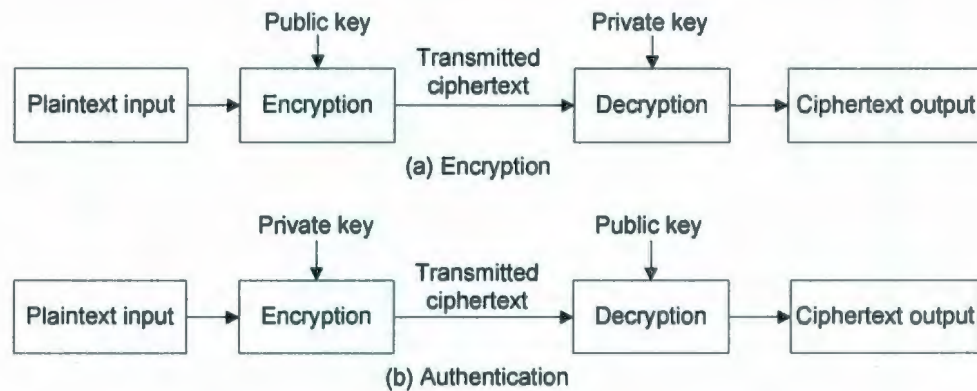 Public key
Private key
Transmitted
ciphertext
Plaintext input
Encryption
Decryption
Ciphertext output
(a) Encryption
Private key
Public key
Transmitted
ciphertext
Plaintext input
Encryption
Decryption
Ciphertext output
(b) Authentication